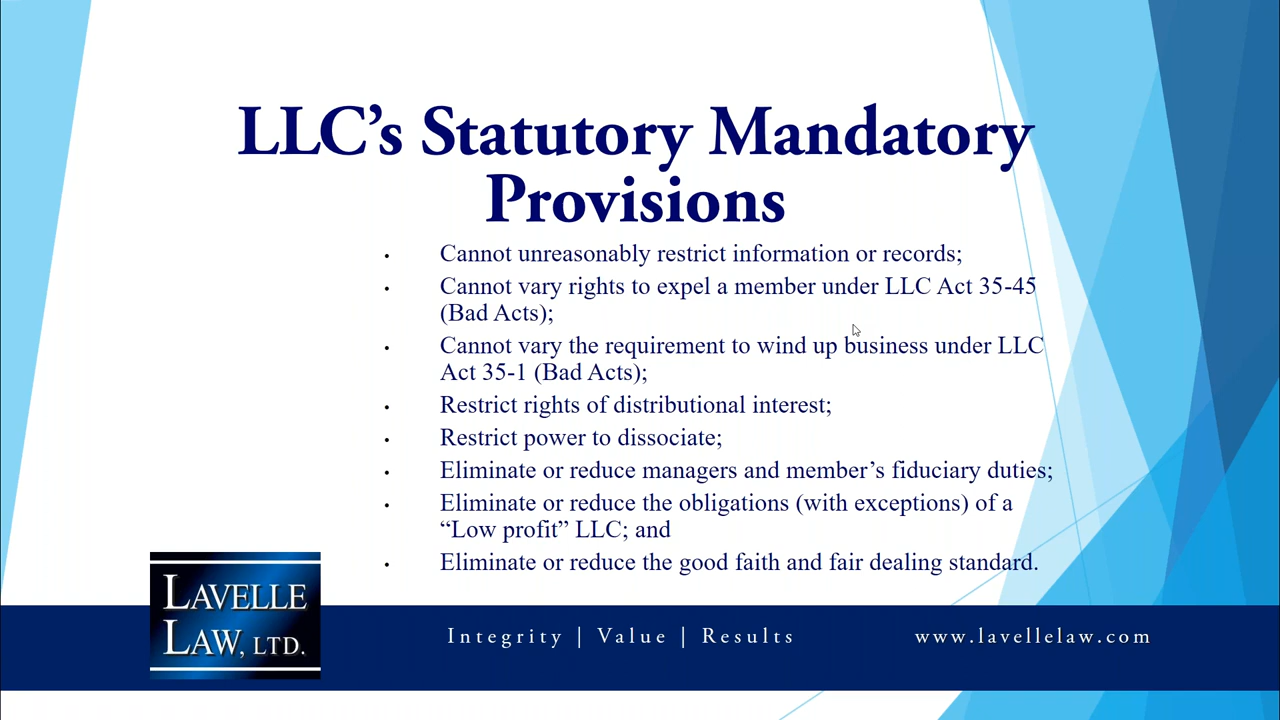 LLC’s Statutory Mandatory
Provisions
• Cannot unreasonably restrict information or records;
• Cannot vary rights to expel a member under LLC Act 35-45
(Bad Acts);
• Cannot vary the requirement to wind up business under LLC
Act 35-1 (Bad Acts);
• Restrict rights of distributional interest;
• Restrict power to dissociate;
• Eliminate or reduce managers and member’s fiduciary duties;
• Eliminate or reduce the obligations (with exceptions) of a
“Low profit” LLC; and
• Eliminate or reduce the good faith and fair dealing standard.
LAVELLE
LAW, LTD.
Integrity | Value | Results
www.lavellelaw.com